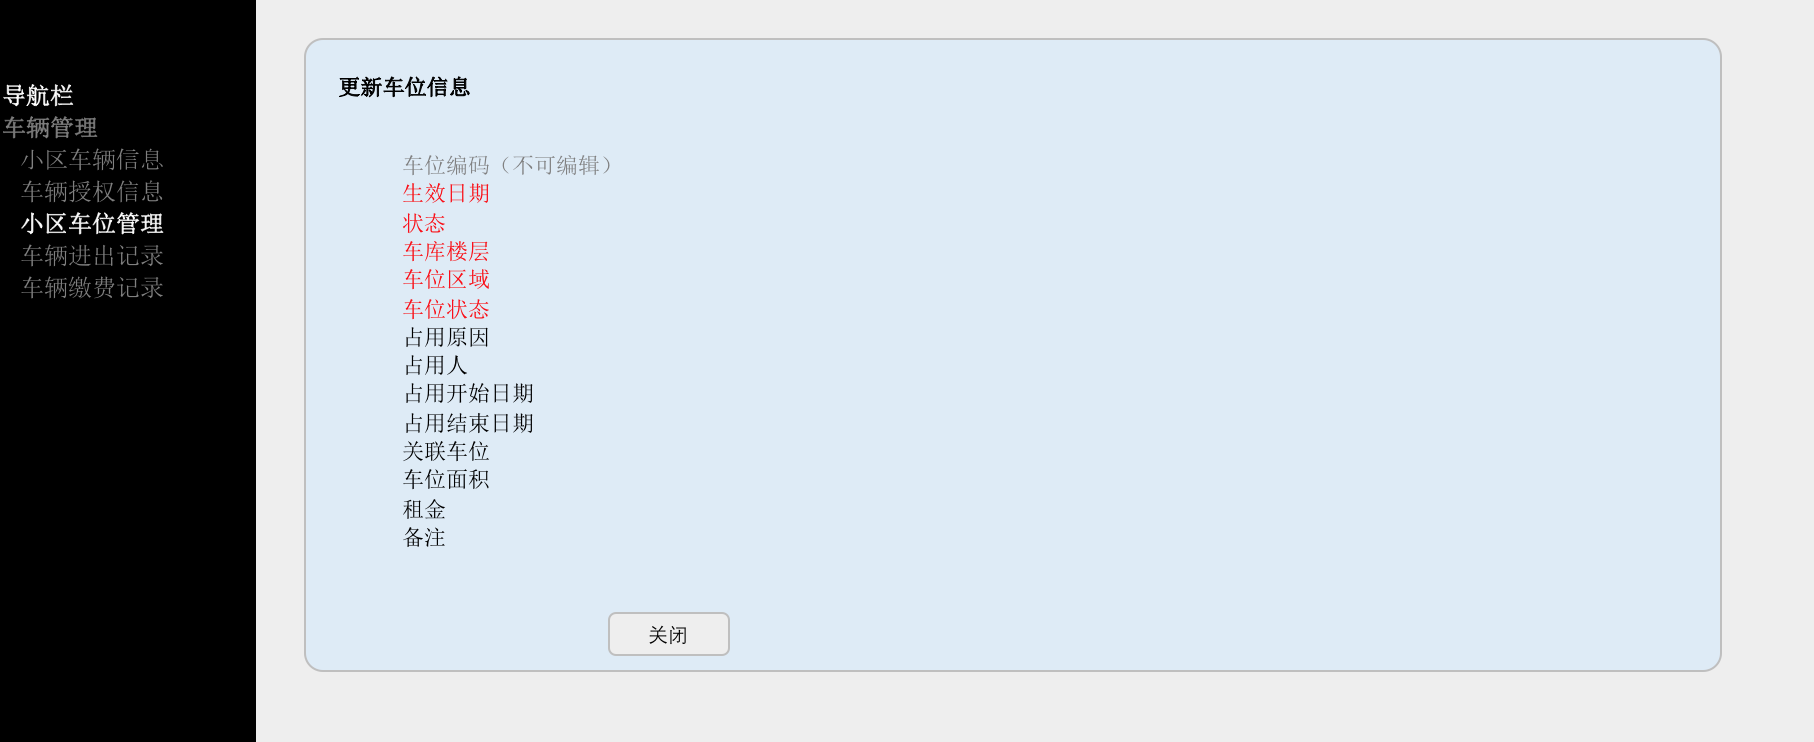 导航栏
车辆管理
小区车辆信息
车辆授权信息
小区车位管理
车辆进出记录
车辆缴费记录
更新车位信息
车位编码（不可编辑）
生效日期
状态
车库楼层
车位区域
车位状态
占用原因
占用人
占用开始日期
占用结束日期
关联车位
车位面积
租金
备注
关闭